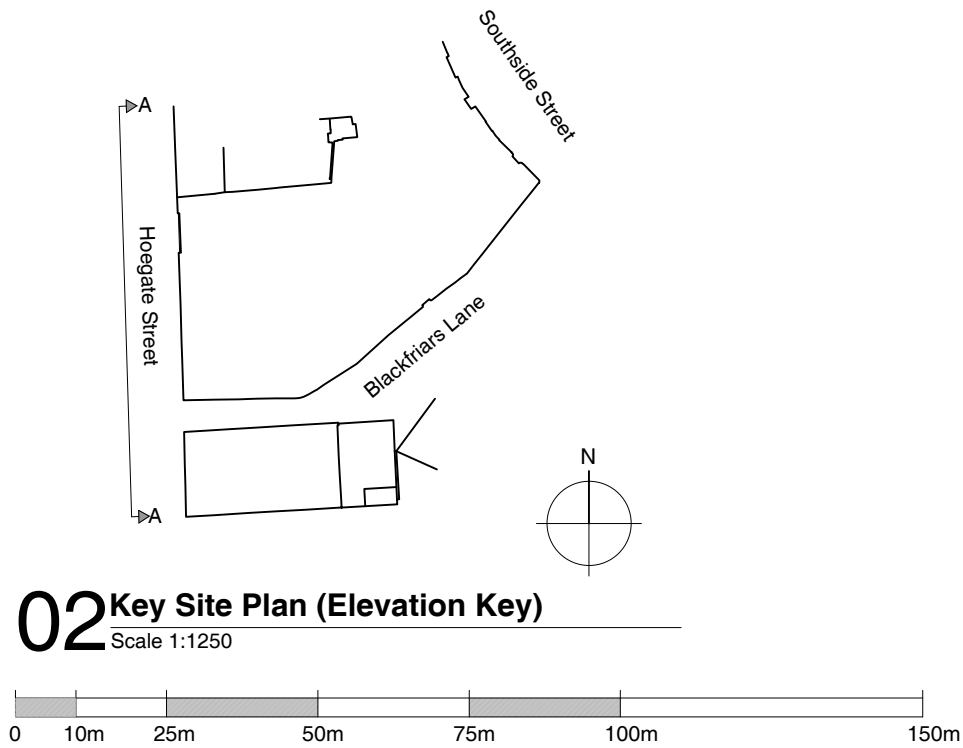 Southside Street
A
Hoegate Street
Blackfriars Lane
N
A
02 Key Site Plan (Elevation Key)
Scale 1:1250
0 10m 25m 50m 75m 100m 150m